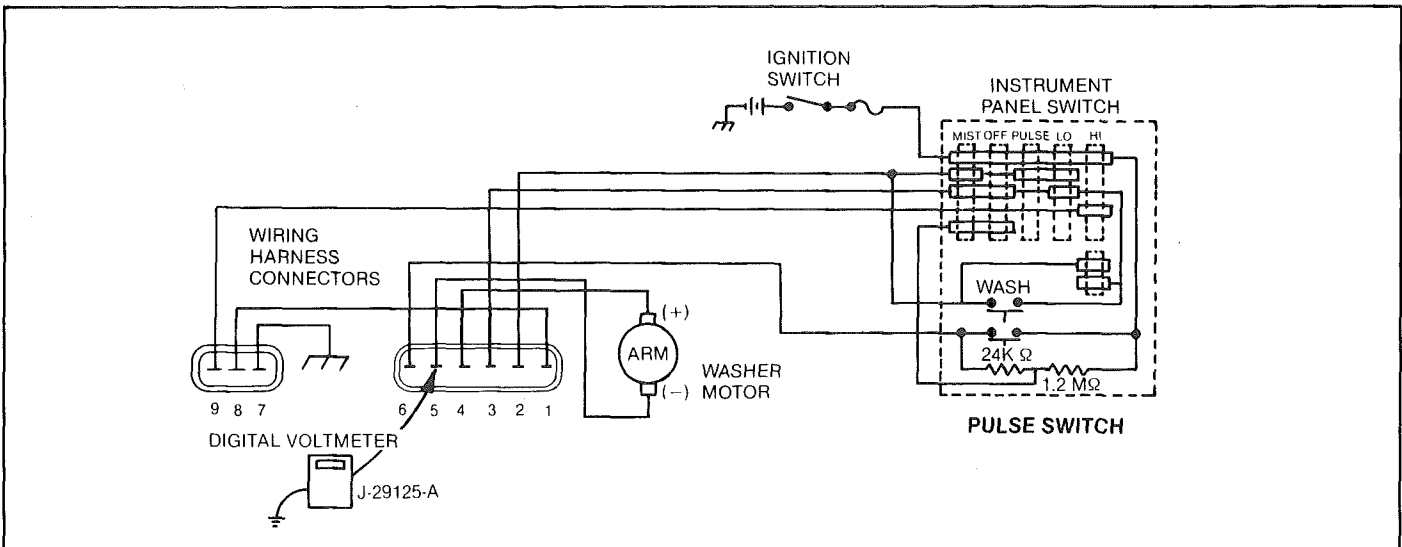 IGNITION
SWITCH
INSTRUMENT
PANEL SWITCH
MIST OFF PULSE LO HI
WIRING
HARNESS
CONNECTORS
WASH
(+)
ARM
WASHER
MOTOR
(−)
24K Ω
1.2 MΩ
9 8 7
6 5 4 3 2 1
PULSE SWITCH
DIGITAL VOLTMETER
J-29125-A